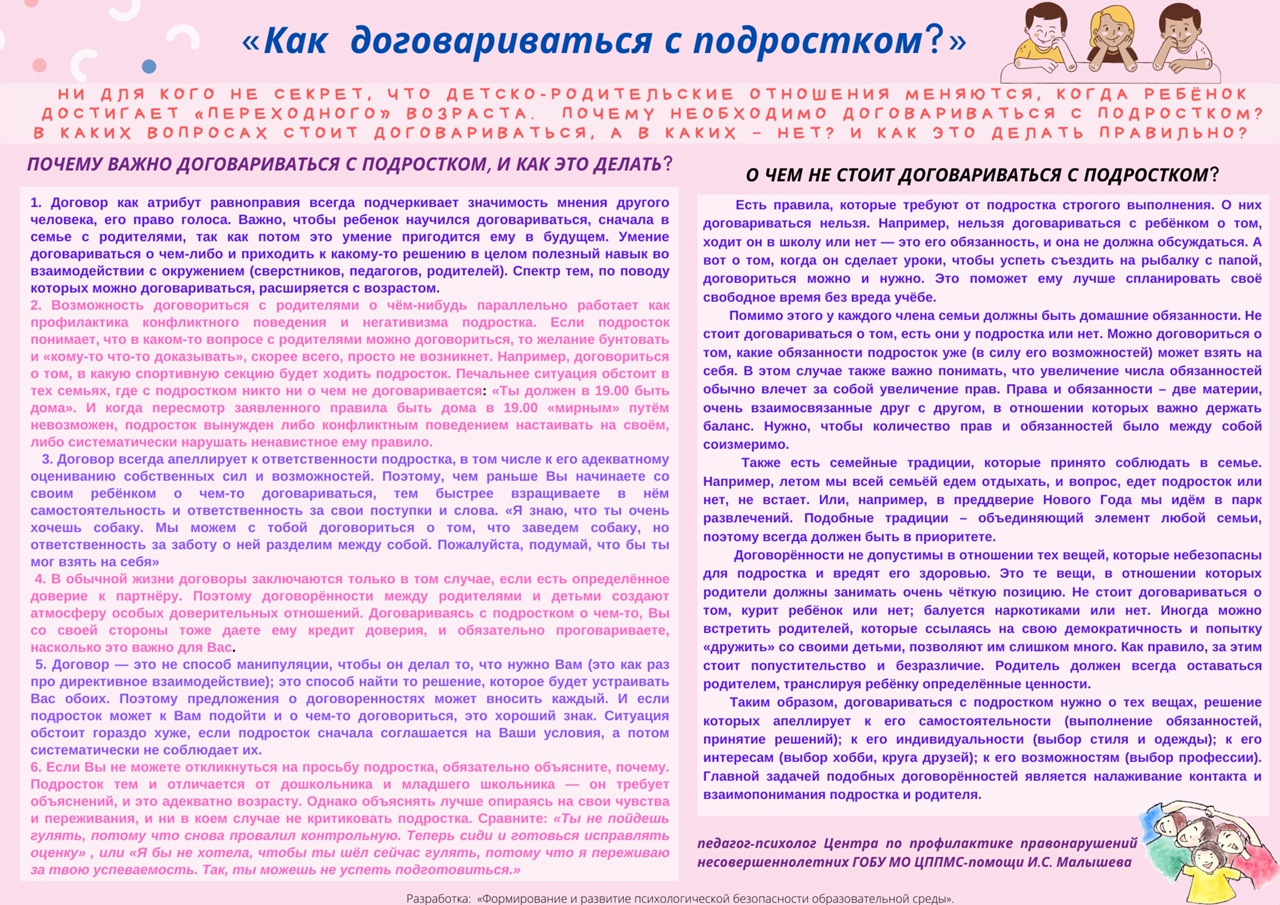 «Как договариваться с подростком?»
НИ ДЛЯ КОГО НЕ СЕКРЕТ, ЧТО ДЕТСКО-РОДИТЕЛЬСКИЕ ОТНОШЕНИЯ МЕНЯЮТСЯ, КОГДА РЕБЁНОК
ДОСТИГАЕТ «ПЕРЕХОДНОГО» ВОЗРАСТА. ПОЧЕМУ НЕОБХОДИМО ДОГОВАРИВАТЬСЯ С ПОДРОСТКОМ?
В КАКИХ ВОПРОСАХ СТОИТ ДОГОВАРИВАТЬСЯ, А В КАКИХ – НЕТ? И КАК ЭТО ДЕЛАТЬ ПРАВИЛЬНО?
ПОЧЕМУ ВАЖНО ДОГОВАРИВАТЬСЯ С ПОДРОСТКОМ, И КАК ЭТО ДЕЛАТЬ?
1. Договор как атрибут равноправия всегда подчеркивает значимость мнения другого
человека, его право голоса. Важно, чтобы ребенок научился договариваться, сначала в
семье с родителями, так как потом это умение пригодится ему в будущем. Умение
договариваться о чем-либо и приходить к какому-то решению в целом полезный навык во
взаимодействии с окружением (сверстников, педагогов, родителей). Спектр тем, по поводу
которых можно договариваться, расширяется с возрастом.
2. Возможность договориться с родителями о чём-нибудь параллельно работает как
профилактика конфликтного поведения и негативизма подростка. Если подросток
понимает, что в каком-то вопросе с родителями можно договориться, то желание бунтовать
и «кому-то что-то доказывать», скорее всего, просто не возникнет. Например, договориться
о том, в какую спортивную секцию будет ходить подросток. Печальнее ситуация обстоит в
тех семьях, где с подростком никто ни о чем не договаривается: «Ты должен в 19.00 быть
дома». И когда пересмотр заявленного правила быть дома в 19.00 «мирным» путём
невозможен, подросток вынужден либо конфликтным поведением настаивать на своём,
либо систематически нарушать ненавистное ему правило.
3. Договор всегда апеллирует к ответственности подростка, в том числе к его адекватному
оцениванию собственных сил и возможностей. Поэтому, чем раньше Вы начинаете со
своим ребёнком о чем-то договариваться, тем быстрее взращиваете в нём
самостоятельность и ответственность за свои поступки и слова. «Я знаю, что ты очень
хочешь собаку. Мы можем с тобой договориться о том, что заведем собаку, но
ответственность за заботу о ней разделим между собой. Пожалуйста, подумай, что бы ты
мог взять на себя»
4. В обычной жизни договоры заключаются только в том случае, если есть определённое
доверие к партнёру. Поэтому договорённости между родителями и детьми создают
атмосферу особых доверительных отношений. Договариваясь с подростком о чем-то, Вы
со своей стороны тоже даете ему кредит доверия, и обязательно проговариваете,
насколько это важно для Вас.
5. Договор — это не способ манипуляции, чтобы он делал то, что нужно Вам (это как раз
про директивное взаимодействие); это способ найти то решение, которое будет устраивать
Вас обоих. Поэтому предложения о договоренностях может вносить каждый. И если
подросток может к Вам подойти и о чем-то договориться, это хороший знак. Ситуация
обстоит гораздо хуже, если подросток сначала соглашается на Ваши условия, а потом
систематически не соблюдает их.
6. Если Вы не можете откликнуться на просьбу подростка, обязательно объясните, почему.
Подросток тем и отличается от дошкольника и младшего школьника — он требует
объяснений, и это адекватно возрасту. Однако объяснять лучше опираясь на свои чувства
и переживания, и ни в коем случае не критиковать подростка. Сравните: «Ты не пойдешь
гулять, потому что снова провалил контрольную. Теперь сиди и готовься исправлять
оценку» , или «Я бы не хотела, чтобы ты шёл сейчас гулять, потому что я переживаю
за твою успеваемость. Так, ты можешь не успеть подготовиться.»
О ЧЕМ НЕ СТОИТ ДОГОВАРИВАТЬСЯ С ПОДРОСТКОМ?
Есть правила, которые требуют от подростка строгого выполнения. О них
договариваться нельзя. Например, нельзя договариваться с ребёнком о том,
ходит он в школу или нет — это его обязанность, и она не должна обсуждаться. А
вот о том, когда он сделает уроки, чтобы успеть съездить на рыбалку с папой,
договориться можно и нужно. Это поможет ему лучше спланировать своё
свободное время без вреда учёбе.
Помимо этого у каждого члена семьи должны быть домашние обязанности. Не
стоит договариваться о том, есть они у подростка или нет. Можно договориться о
том, какие обязанности подросток уже (в силу его возможностей) может взять на
себя. В этом случае также важно понимать, что увеличение числа обязанностей
обычно влечет за собой увеличение прав. Права и обязанности – две материи,
очень взаимосвязанные друг с другом, в отношении которых важно держать
баланс. Нужно, чтобы количество прав и обязанностей было между собой
соизмеримо.
Также есть семейные традиции, которые принято соблюдать в семье.
Например, летом мы всей семьёй едем отдыхать, и вопрос, едет подросток или
нет, не встает. Или, например, в преддверие Нового Года мы идём в парк
развлечений. Подобные традиции – объединяющий элемент любой семьи,
поэтому всегда должен быть в приоритете.
Договорённости не допустимы в отношении тех вещей, которые небезопасны
для подростка и вредят его здоровью. Это те вещи, в отношении которых
родители должны занимать очень чёткую позицию. Не стоит договариваться о
том, курит ребёнок или нет; балуется наркотиками или нет. Иногда можно
встретить родителей, которые ссылаясь на свою демократичность и попытку
«дружить» со своими детьми, позволяют им слишком много. Как правило, за этим
стоит попустительство и безразличие. Родитель должен всегда оставаться
родителем, транслируя ребёнку определённые ценности.
Таким образом, договариваться с подростком нужно о тех вещах, решение
которых апеллирует к его самостоятельности (выполнение обязанностей,
принятие решений); к его индивидуальности (выбор стиля и одежды); к его
интересам (выбор хобби, круга друзей); к его возможностям (выбор профессии).
Главной задачей подобных договорённостей является налаживание контакта и
взаимопонимания подростка и родителя.
педагог-психолог Центра по профилактике правонарушений
несовершеннолетних ГОБУ МО ЦППМС-помощи И.С. Малышева
Разработка: «Формирование и развитие психологической безопасности образовательной среды».